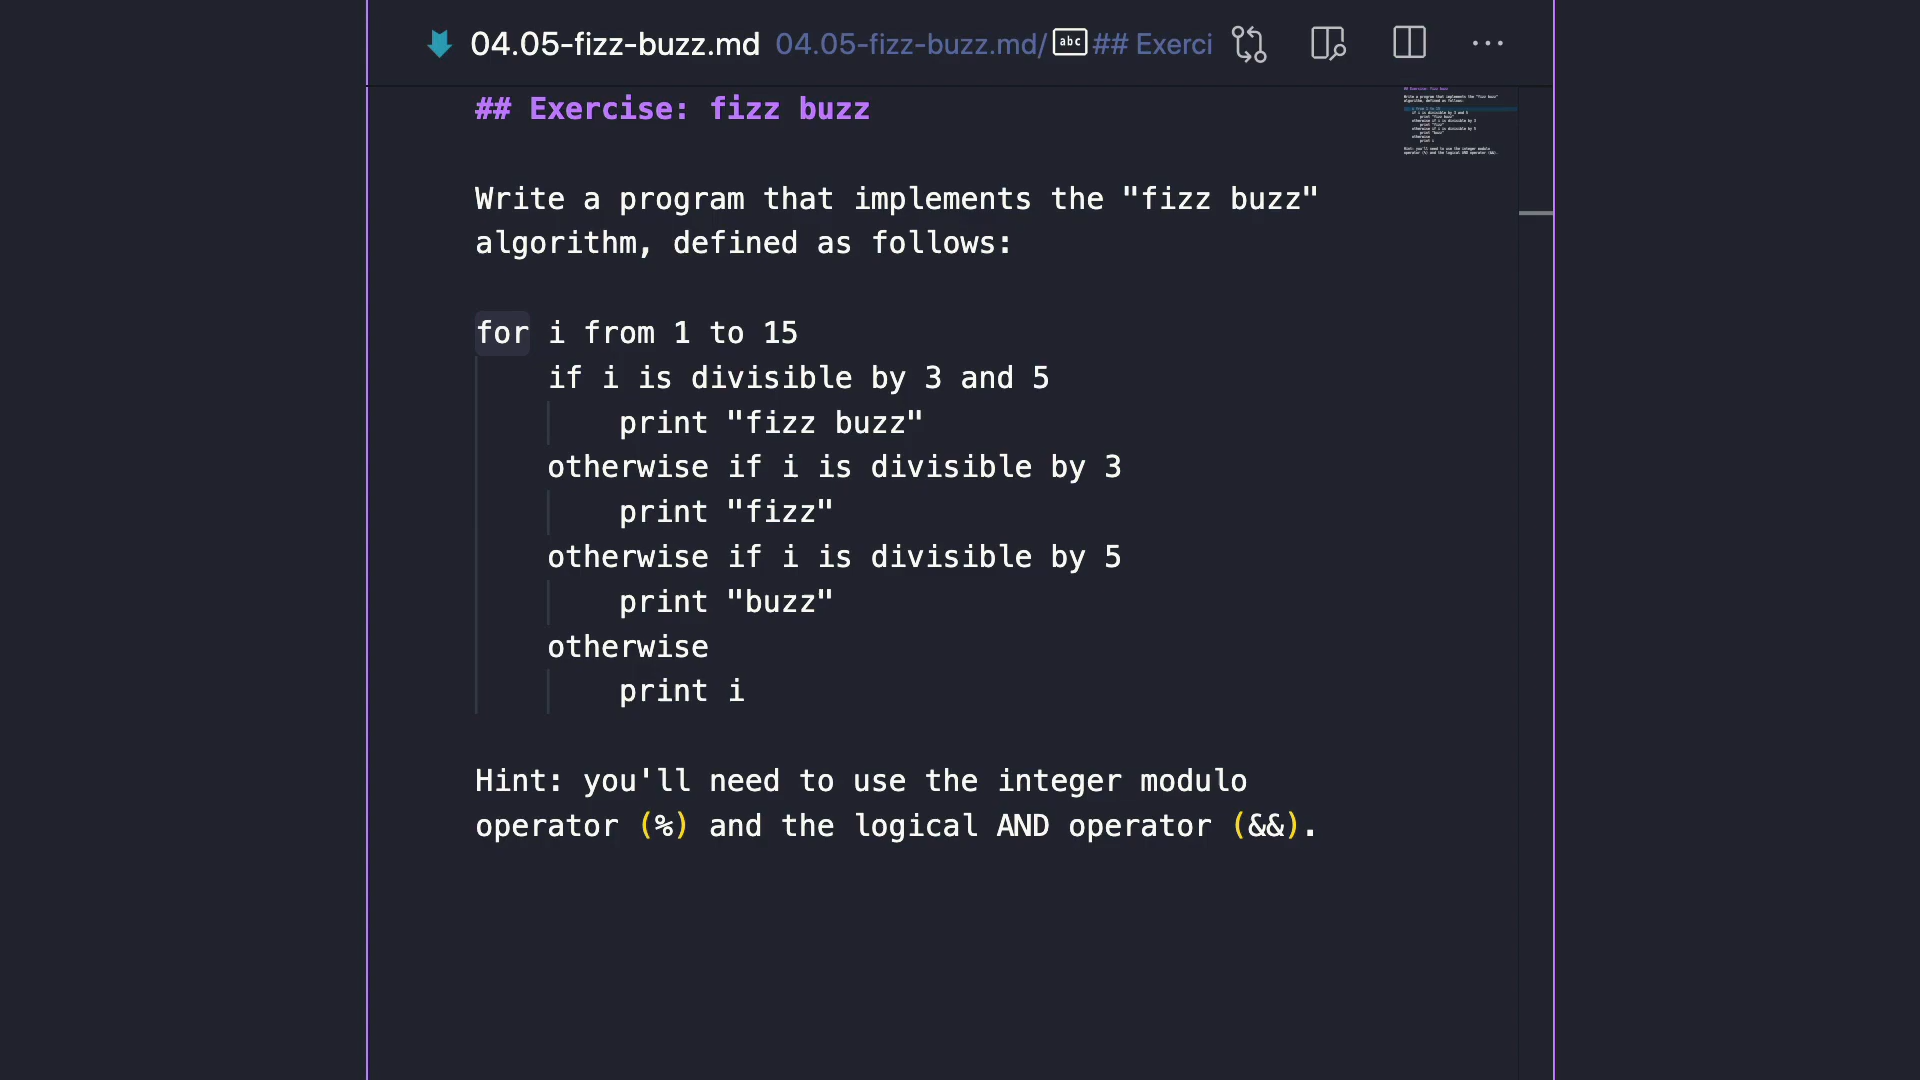 04.05-fizz-buzz.md 04.05-fizz-buzz.md/ abc ## Exerci
## Exercise: fizz buzz
Write a program that implements the "fizz buzz"
algorithm, defined as follows:
for i from 1 to 15
if i is divisible by 3 and 5
print "fizz buzz"
otherwise if i is divisible by 3
print "fizz"
otherwise if i is divisible by 5
print "buzz"
otherwise
print i
Hint: you'll need to use the integer modulo
operator (%) and the logical AND operator (&&).